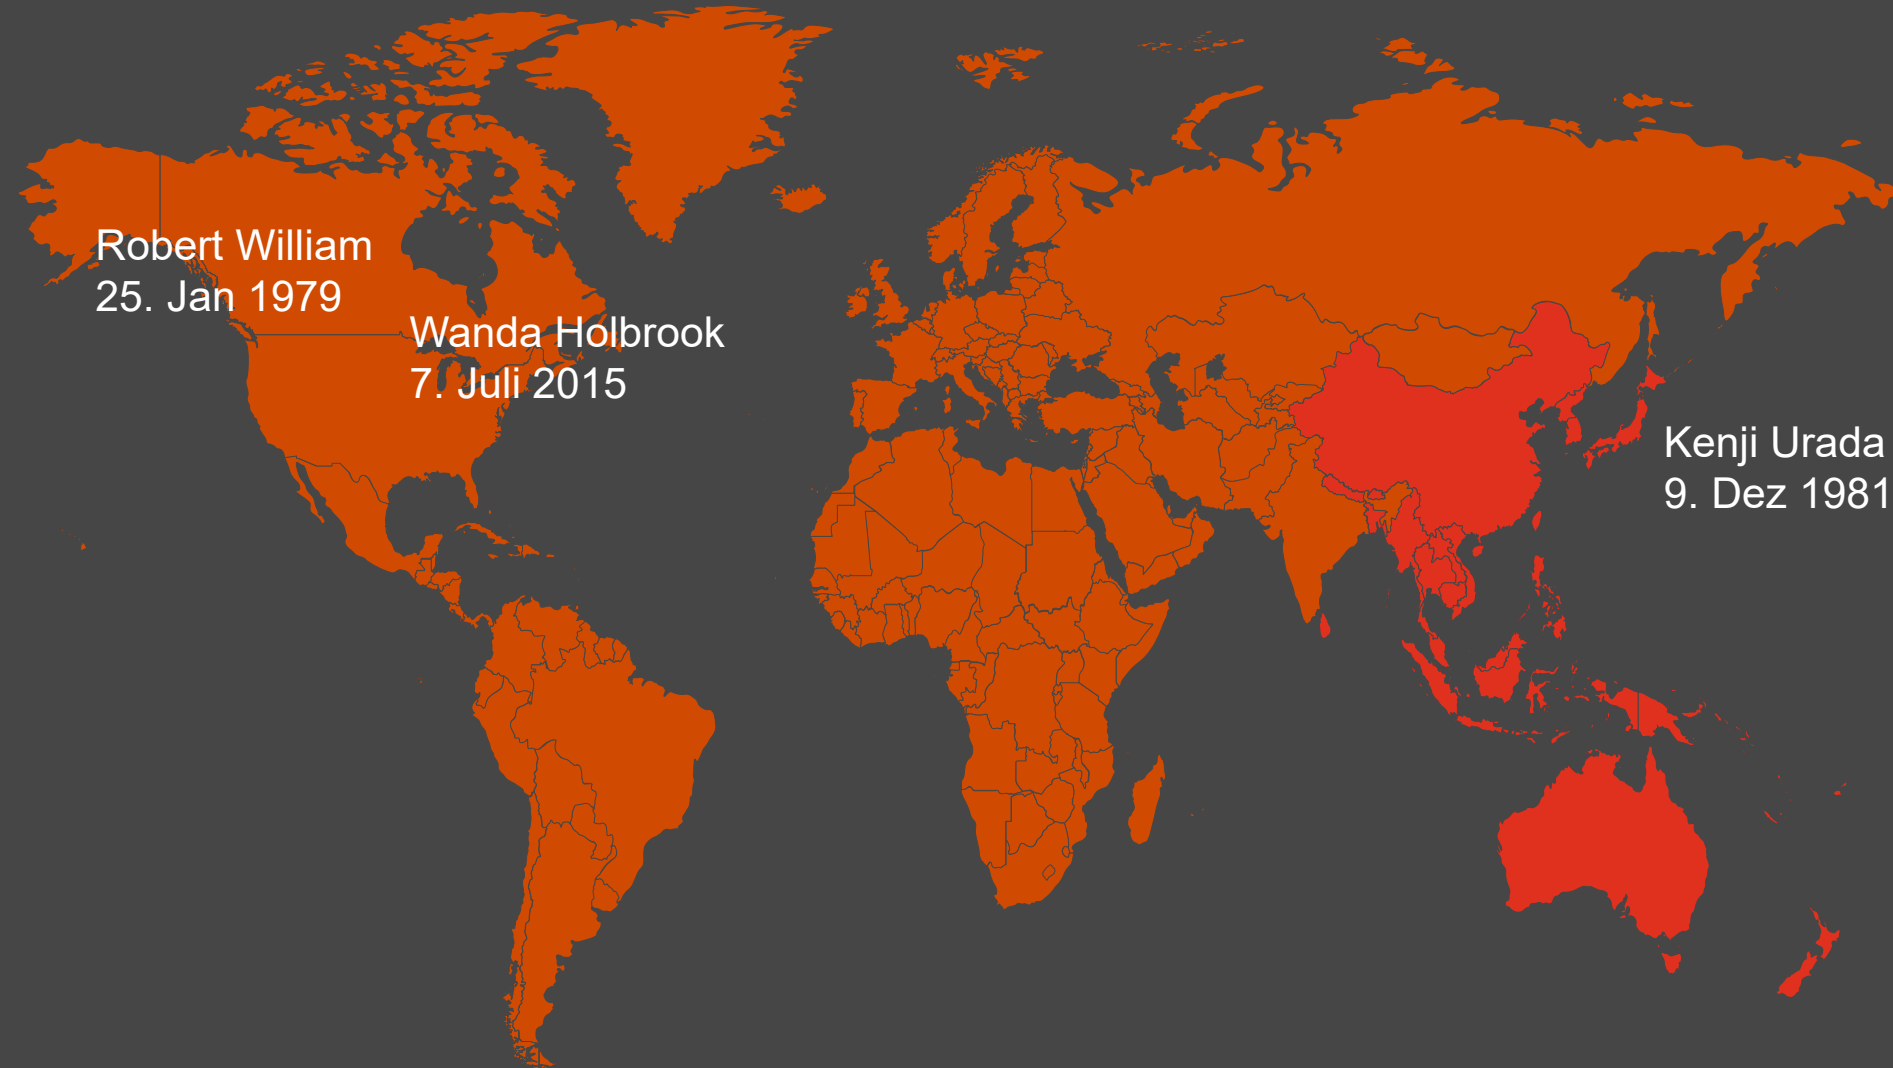 Robert William
25. Jan 1979
Wanda Holbrook
7. Juli 2015
Kenji Urada
9. Dez 1981